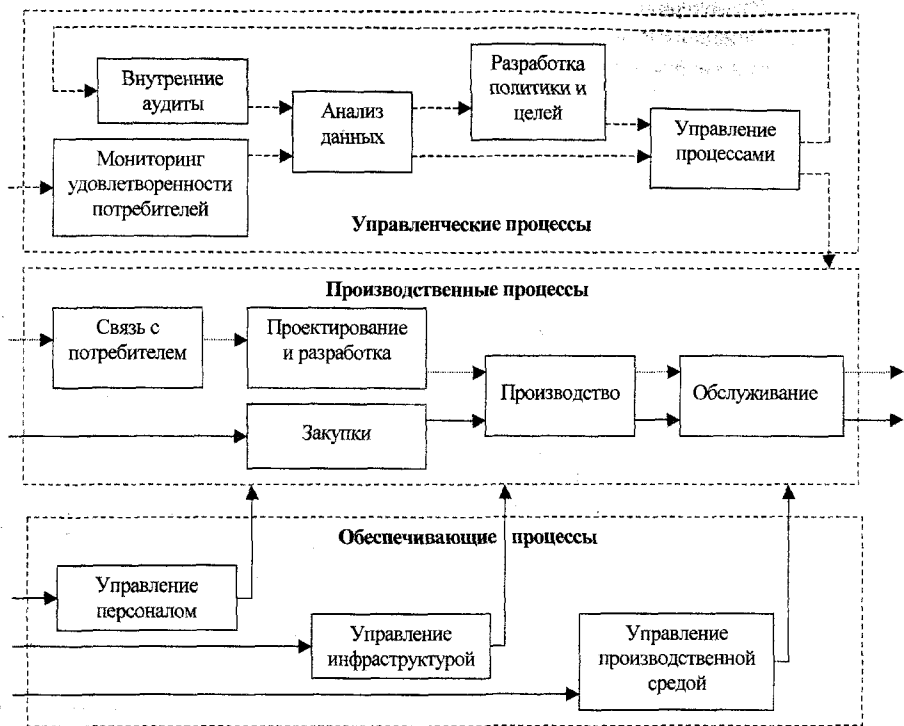 Внутренние
аудиты
Мониторинг
удовлетворенности
потребителей
Анализ
данных
Разработка
политики и
целей
Управление
процессами
Управленческие процессы
Производственные процессы
Связь с
потребителем
Проектирование
и разработка
Закупки
Производство
Обслуживание
Обеспечивающие процессы
Управление
персоналом
Управление
инфраструктурой
Управление
производственной
средой